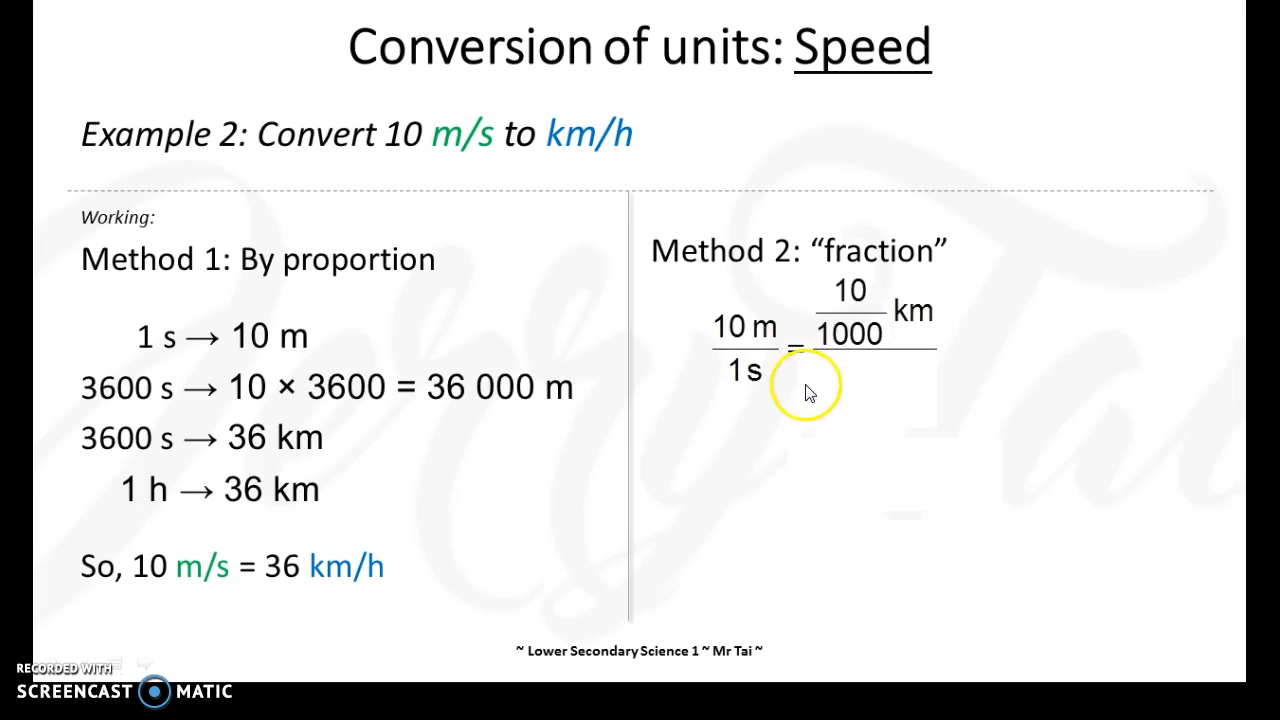 Conversion of units: Speed
Example 2: Convert 10 m/s to km/h
Working:
Method 1: By proportion
1 s → 10 m
3600 s → 10 × 3600 = 36 000 m
3600 s → 36 km
1 h → 36 km
So, 10 m/s = 36 km/h
Method 2: “fraction”
10 m
1 s
=
10
1000
km
~ Lower Secondary Science 1 ~ Mr Tai ~
RECORDED WITH
SCREENCAST MATIC